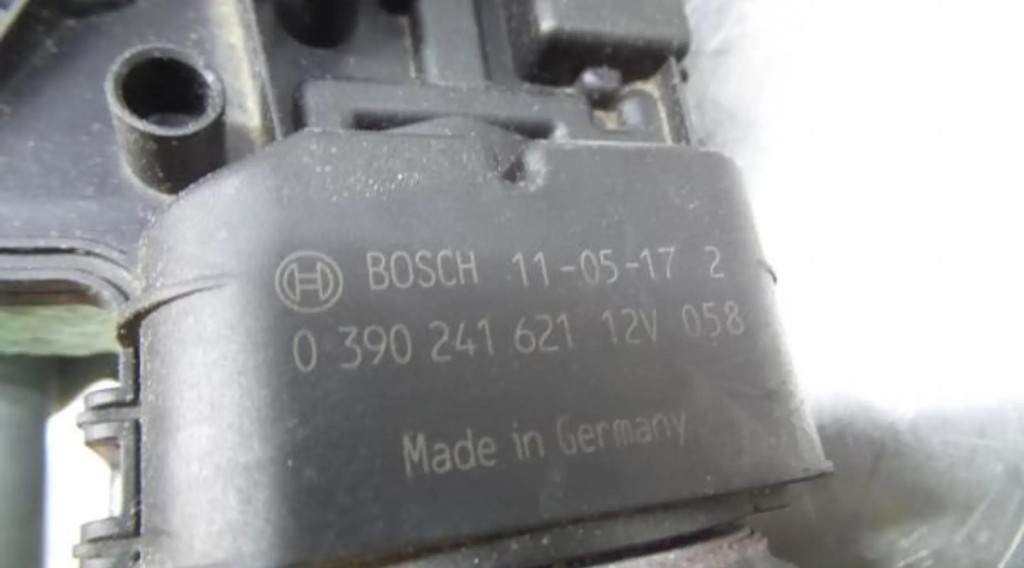 BOSCH 11-05-17 2
0 390 241 621 12V 058
Made in Germany